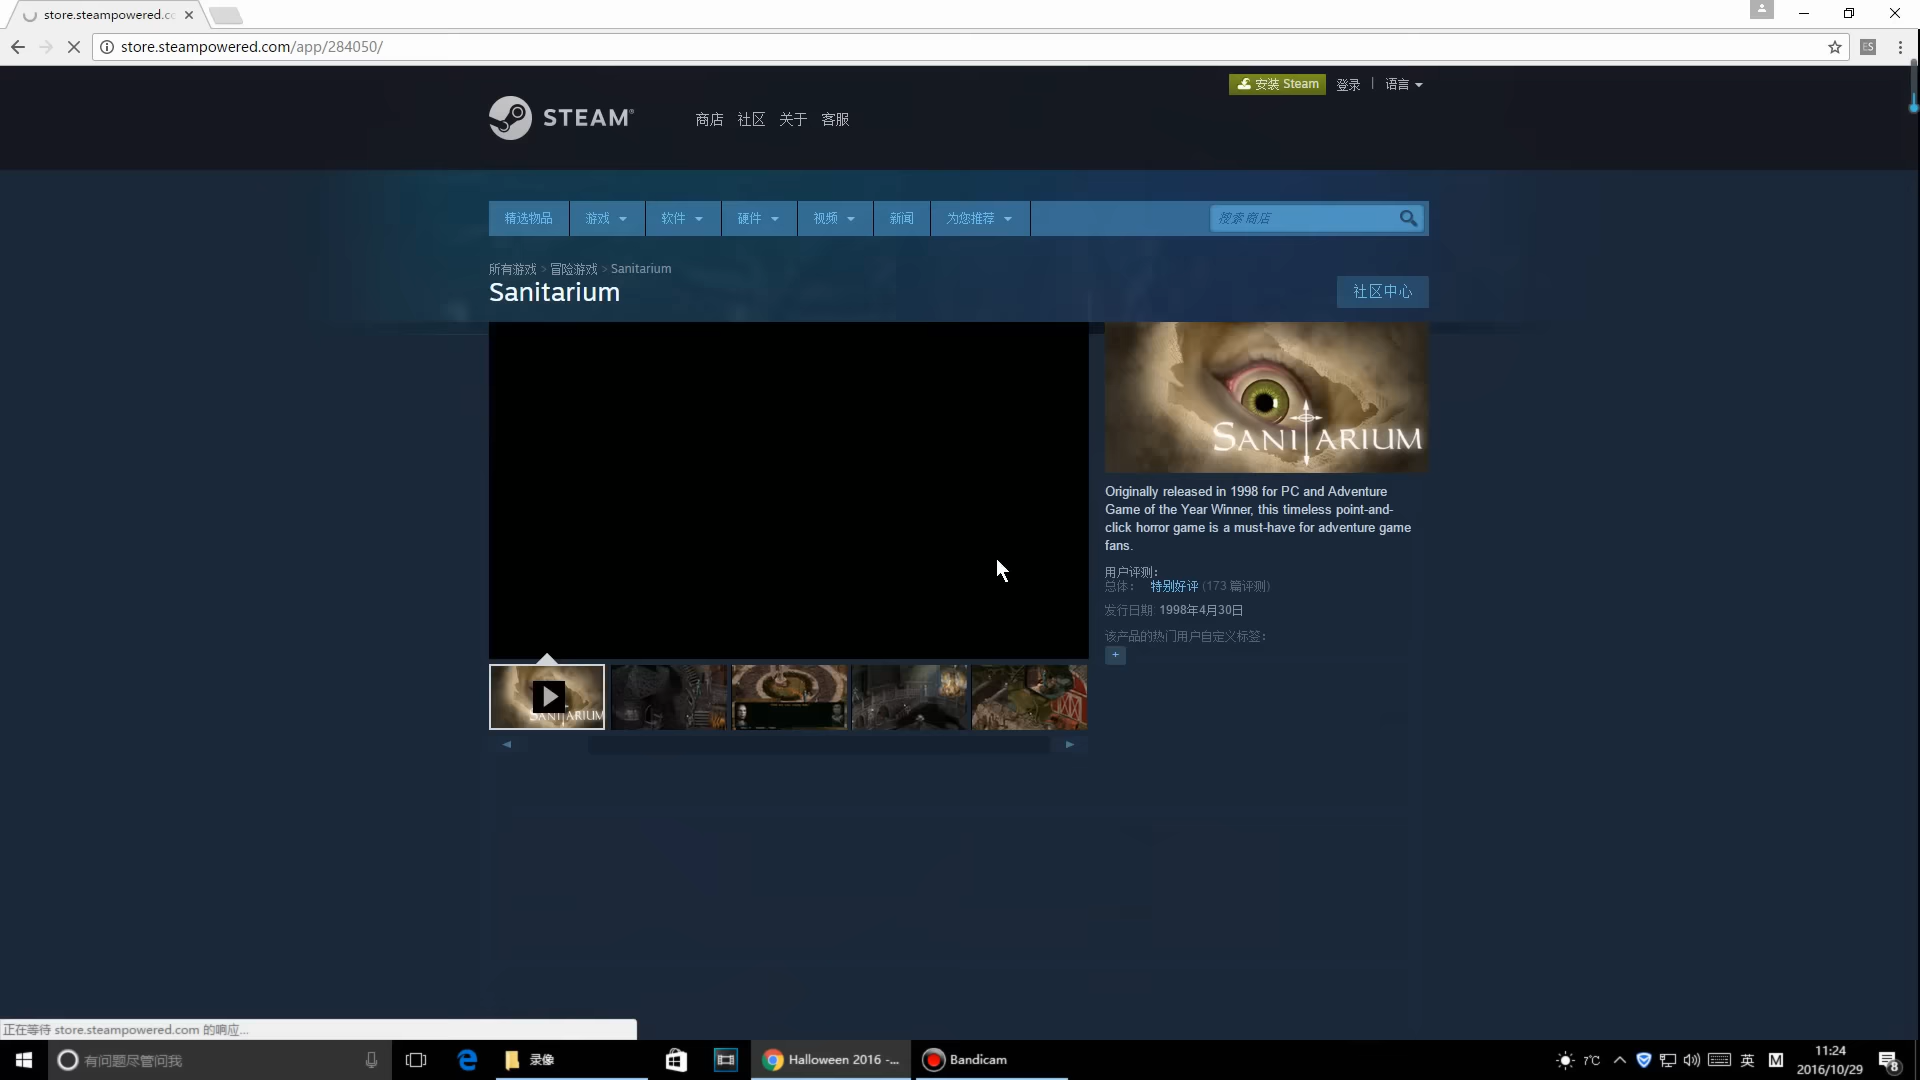 store.steampowered.c
store.steampowered.com/app/284050/
ES
安装 Steam
登录
语言
STEAM
商店 社区 关于 客服
精选物品 游戏 软件 硬件 视频 新闻 为您推荐 搜索商店
所有游戏 > 冒险游戏 > Sanitarium
Sanitarium
社区中心
SANITARIUM
Originally released in 1998 for PC and Adventure
Game of the Year Winner, this timeless point-and-
click horror game is a must-have for adventure game
fans.
用户评测:
总体: 特别好评 (173 篇评测)
发行日期: 1998年4月30日
该产品的热门用户自定义标签:
+
SANITARIUM
正在等待 store.steampowered.com 的响应...
有问题尽管问我
录像
Halloween 2016 -...
Bandicam
7℃
英
M
11:24
2016/10/29
8